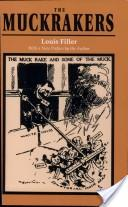 THE
MUCKRAKERS
Louis Filler
With a New Preface by the Author
THE MUCK RAKE AND SOME OF THE MUCK.